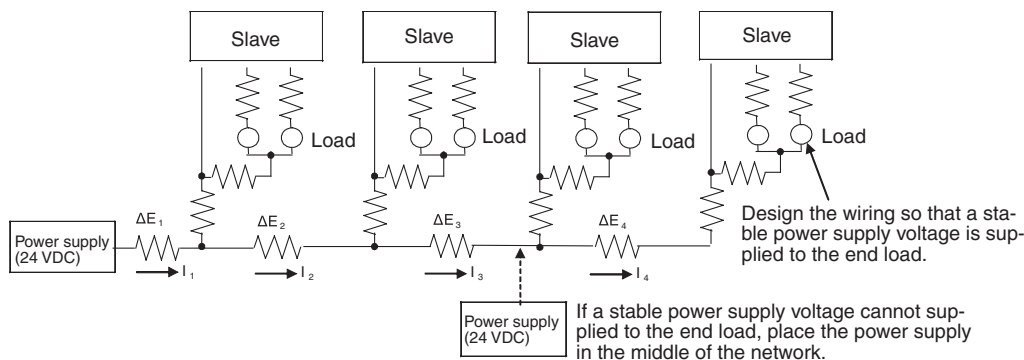 Slave
Slave
Slave
Slave
Load
Load
Load
Load
ΔE1
ΔE2
ΔE3
ΔE4
Power supply
(24 VDC)
I1
I2
I3
I4
Design the wiring so that a sta-
ble power supply voltage is sup-
plied to the end load.
Power supply
(24 VDC)
If a stable power supply voltage cannot sup-
plied to the end load, place the power supply
in the middle of the network.